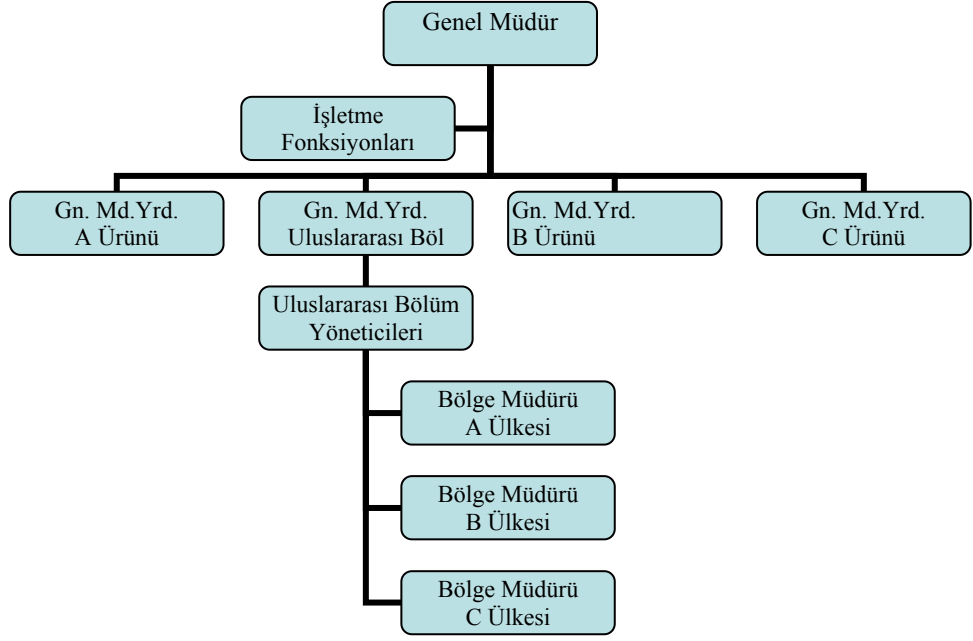 Genel Müdür
İşletme
Fonksiyonları
Gn. Md.Yrd.
A Ürünü
Gn. Md.Yrd.
Uluslararası Böl
Gn. Md.Yrd.
B Ürünü
Gn. Md.Yrd.
C Ürünü
Uluslararası Bölüm
Yöneticileri
Bölge Müdürü
A Ülkesi
Bölge Müdürü
B Ülkesi
Bölge Müdürü
C Ülkesi